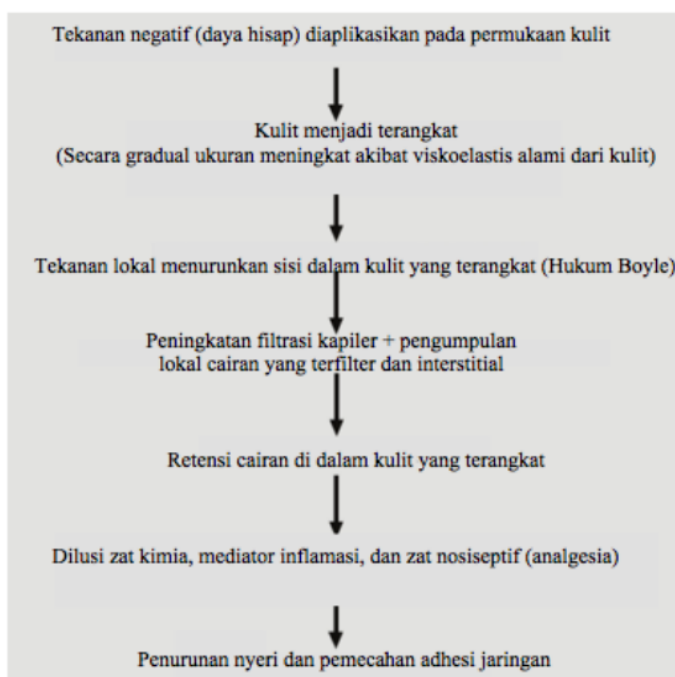 Tekanan negatif (daya hisap) diaplikasikan pada permukaan kulit
Kulit menjadi terangkat
(Secara gradual ukuran meningkat akibat viskoelastis alami dari kulit)
Tekanan lokal menurunkan sisi dalam kulit yang terangkat (Hukum Boyle)
Peningkatan filtrasi kapiler + pengumpulan
lokal cairan yang terfilter dan interstitial
Retensi cairan di dalam kulit yang terangkat
Dilusi zat kimia, mediator inflamasi, dan zat nosiseptif (analgesia)
Penurunan nyeri dan pemecahan adhesi jaringan